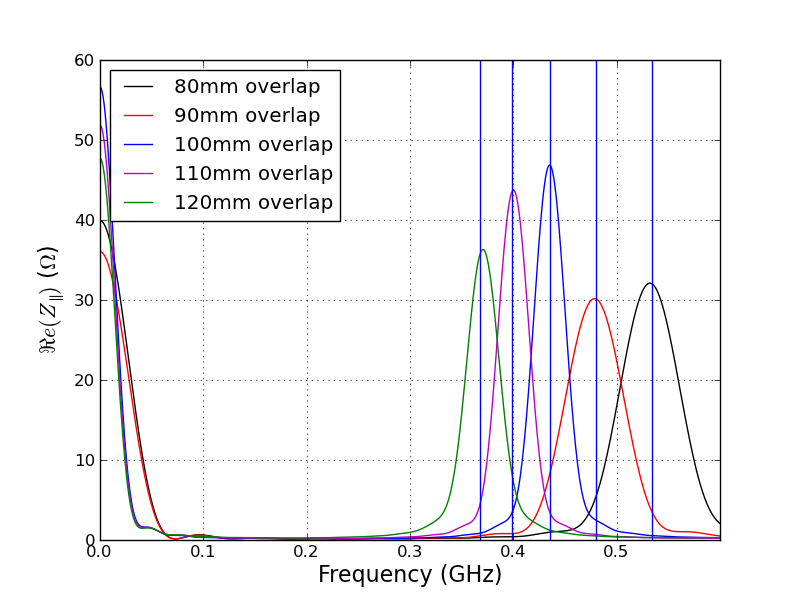 60
50
40
30
20
10
0
80mm overlap
90mm overlap
100mm overlap
110mm overlap
120mm overlap
ℜe(Z∥) (Ω)
0.0 0.1 0.2 0.3 0.4 0.5
Frequency (GHz)